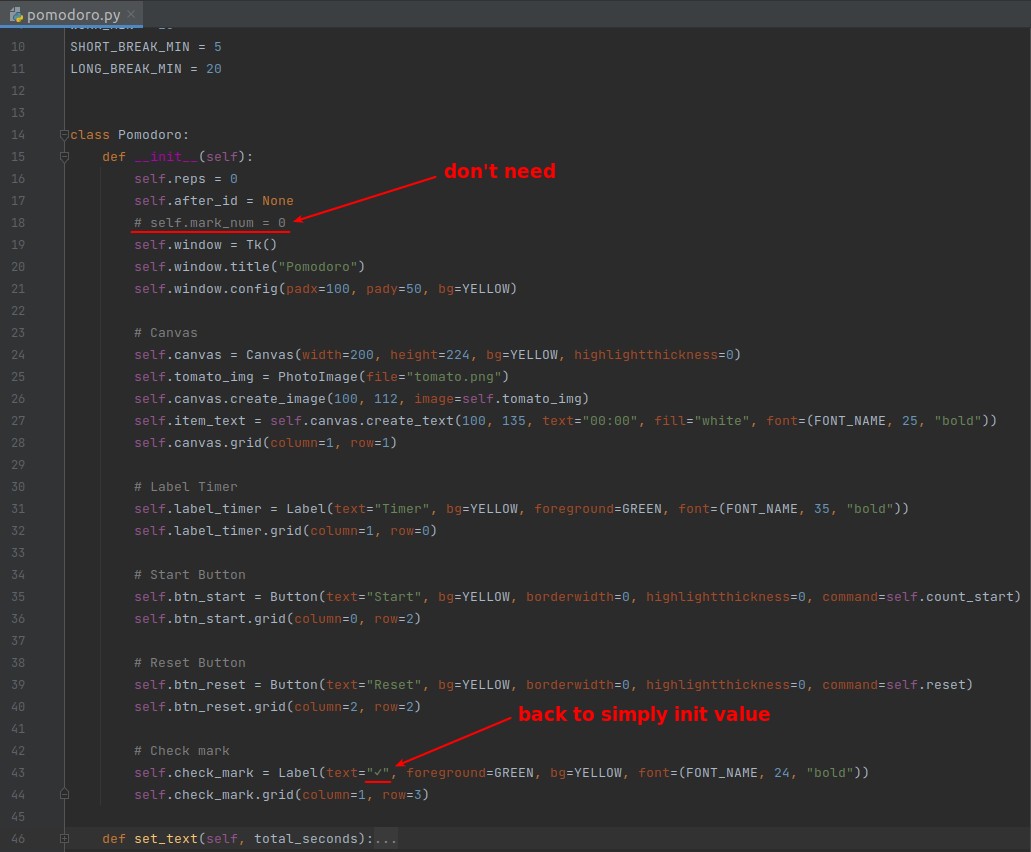 pomodoro.py
10 SHORT_BREAK_MIN = 5
11 LONG_BREAK_MIN = 20
12
13
14 class Pomodoro:
15 def __init__(self):
don't need
16 self.reps = 0
17 self.after_id = None
18 # self.mark_num = 0
19 self.window = Tk()
20 self.window.title("Pomodoro")
21 self.window.config(padx=100, pady=50, bg=YELLOW)
22
23 # Canvas
24 self.canvas = Canvas(width=200, height=224, bg=YELLOW, highlightthickness=0)
25 self.tomato_img = PhotoImage(file="tomato.png")
26 self.canvas.create_image(100, 112, image=self.tomato_img)
27 self.item_text = self.canvas.create_text(100, 135, text="00:00", fill="white", font=(FONT_NAME, 25, "bold"))
28 self.canvas.grid(column=1, row=1)
29
30 # Label Timer
31 self.label_timer = Label(text="Timer", bg=YELLOW, foreground=GREEN, font=(FONT_NAME, 35, "bold"))
32 self.label_timer.grid(column=1, row=0)
33
34 # Start Button
35 self.btn_start = Button(text="Start", bg=YELLOW, borderwidth=0, highlightthickness=0, command=self.count_start)
36 self.btn_start.grid(column=0, row=2)
37
38 # Reset Button
39 self.btn_reset = Button(text="Reset", bg=YELLOW, borderwidth=0, highlightthickness=0, command=self.reset)
40 self.btn_reset.grid(column=2, row=2)
back to simply init value
41
42 # Check mark
43 self.check_mark = Label(text="✓", foreground=GREEN, bg=YELLOW, font=(FONT_NAME, 24, "bold"))
44 self.check_mark.grid(column=1, row=3)
45
46 def set_text(self, total_seconds):...